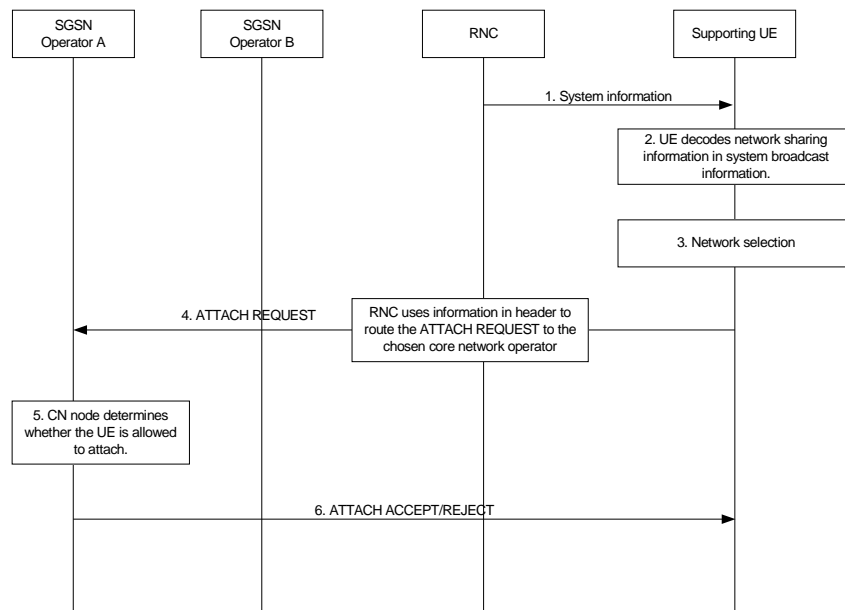 SGSN
Operator A
SGSN
Operator B
RNC
Supporting UE
1. System information
2. UE decodes network sharing
information in system broadcast
information.
3. Network selection
4. ATTACH REQUEST
RNC uses information in header to
route the ATTACH REQUEST to the
chosen core network operator
5. CN node determines
whether the UE is allowed
to attach.
6. ATTACH ACCEPT/REJECT